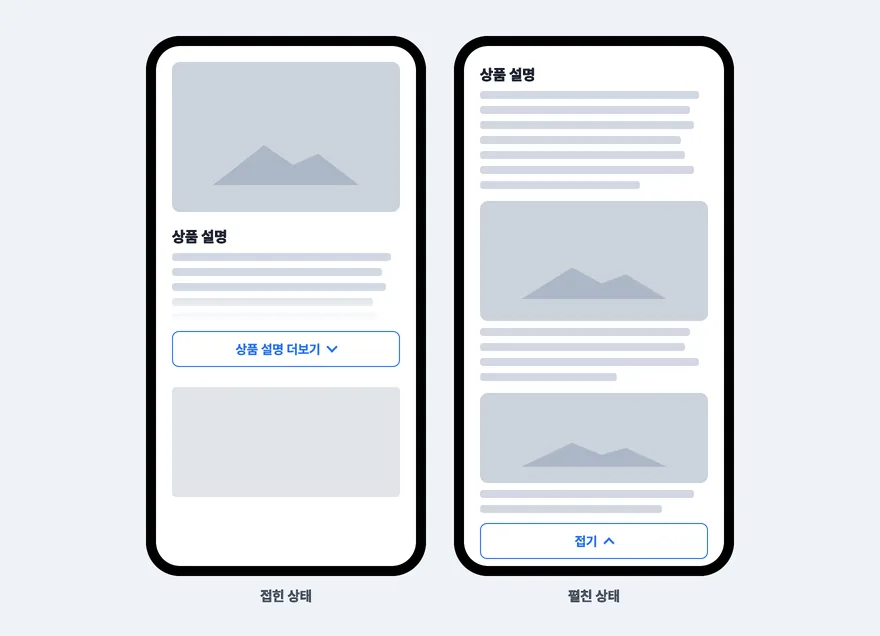 상품 설명
상품 설명 더보기
접힌 상태
상품 설명
접기
펼친 상태